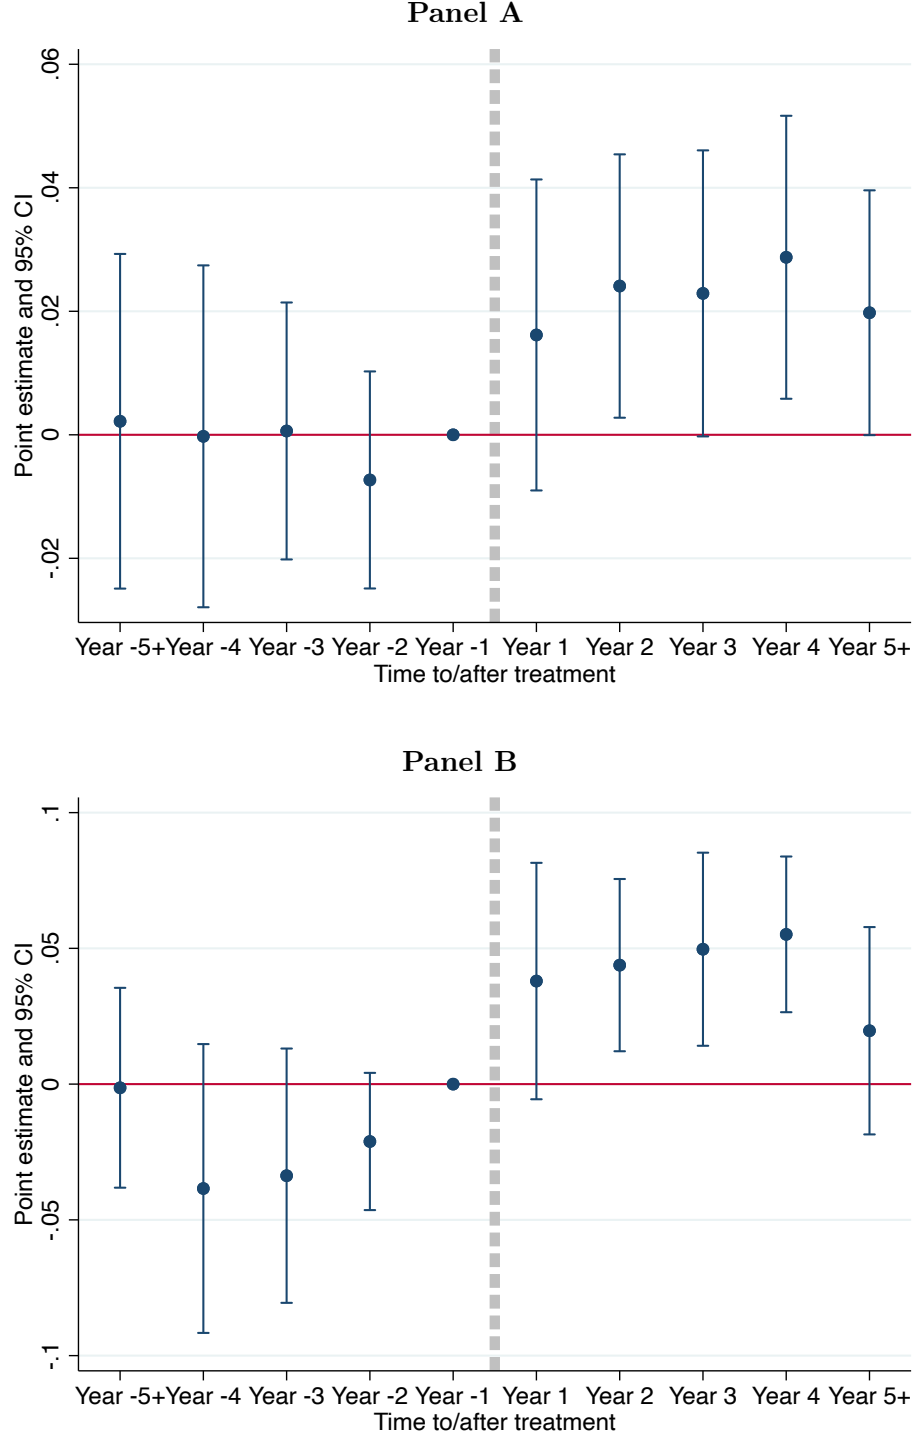 Panel A
Point estimate and 95% CI
.06
.04
.02
0
-.02
Year -5+ Year -4 Year -3 Year -2 Year -1 Year 1 Year 2 Year 3 Year 4 Year 5+
Time to/after treatment
Panel B
Point estimate and 95% CI
.1
.05
0
-.05
-.1
Year -5+ Year -4 Year -3 Year -2 Year -1 Year 1 Year 2 Year 3 Year 4 Year 5+
Time to/after treatment